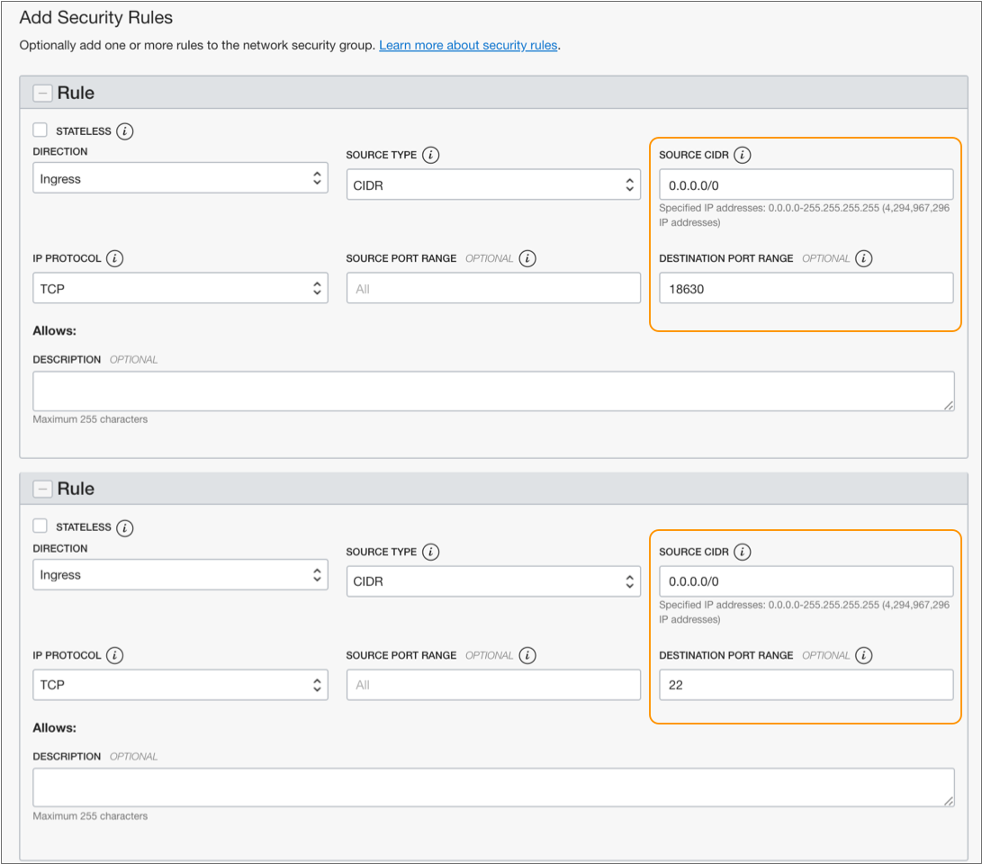 Add Security Rules
Optionally add one or more rules to the network security group. Learn more about security rules.
Rule
STATELESS
DIRECTION
SOURCE TYPE
SOURCE CIDR
Ingress
CIDR
0.0.0.0/0
Specified IP addresses: 0.0.0.0-255.255.255.255 (4,294,967,296
IP addresses)
IP PROTOCOL
SOURCE PORT RANGE OPTIONAL
DESTINATION PORT RANGE OPTIONAL
TCP
All
18630
Allows:
DESCRIPTION OPTIONAL
Maximum 255 characters
Rule
STATELESS
DIRECTION
SOURCE TYPE
SOURCE CIDR
Ingress
CIDR
0.0.0.0/0
Specified IP addresses: 0.0.0.0-255.255.255.255 (4,294,967,296
IP addresses)
IP PROTOCOL
SOURCE PORT RANGE OPTIONAL
DESTINATION PORT RANGE OPTIONAL
TCP
All
22
Allows:
DESCRIPTION OPTIONAL
Maximum 255 characters